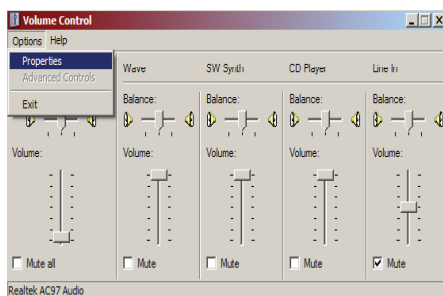 Volume Control
Options Help
Properties
Advanced Controls
Exit
Wave SW Synth CD Player Line In
Balance: Balance: Balance: Balance:
Volume: Volume: Volume: Volume: Volume:
Mute all Mute Mute Mute Mute
Realtek AC97 Audio